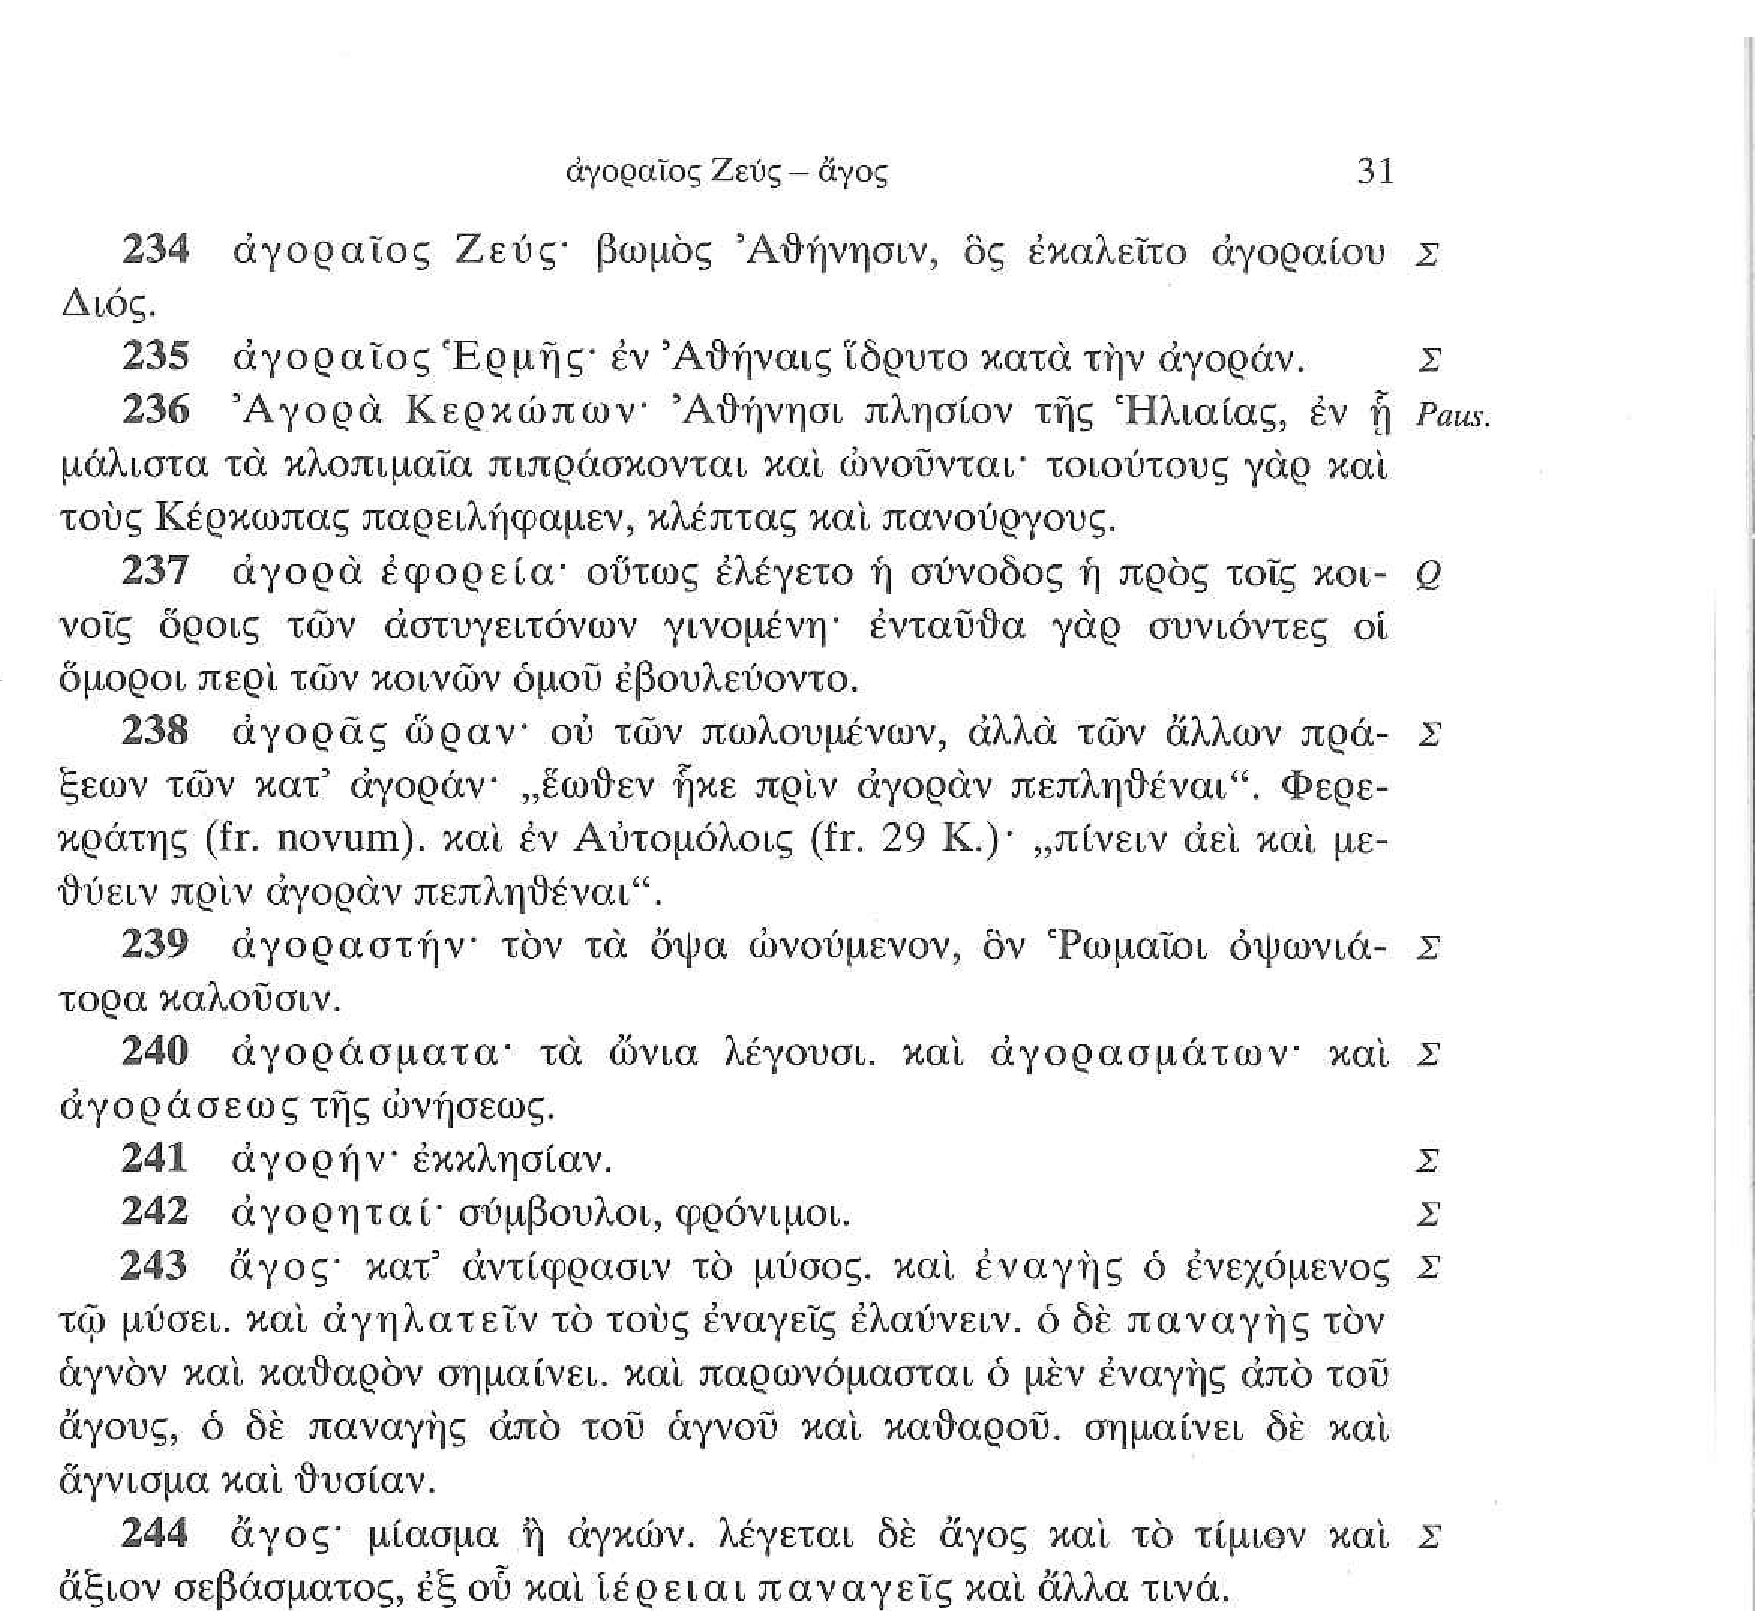 ἀγοραῖος Ζεύς – ἄγος 31
234 ἀγοραῖος Ζεύς· βωμὸς Ἀθήνησιν, ὃς ἐκαλεῖτο ἀγοραίου Σ
Διός.
235 ἀγοραῖος Ἑρμῆς· ἐν Ἀθήναις ἵδρυτο κατὰ τὴν ἀγοράν. Σ
236 Ἀγορὰ Κερκώπων· Ἀθήνησι πλησίον τῆς Ἡλιαίας, ἐν ᾗ Paus.
μάλιστα τὰ κλοπιμαῖα πιπράσκονται καὶ ὠνοῦνται· τοιούτους γὰρ καὶ
τοὺς Κέρκωπας παρειλήφαμεν, κλέπτας καὶ πανούργους.
237 ἀγορὰ ἐφορεία· οὕτως ἐλέγετο ἡ σύνοδος ἡ πρὸς τοῖς κοι- Q
νοῖς ὅροις τῶν ἀστυγειτόνων γινομένη· ἐνταῦθα γὰρ συνιόντες οἱ
ὅμοροι περὶ τῶν κοινῶν ὁμοῦ ἐβουλεύοντο.
238 ἀγορᾶς ὥραν· οὐ τῶν πωλουμένων, ἀλλὰ τῶν ἄλλων πρά- Σ
ξεων τῶν κατ’ ἀγοράν· „ἕωθεν ἧκε πρὶν ἀγορὰν πεπληθέναι“. Φερε-
κράτης (fr. novum). καὶ ἐν Αὐτομόλοις (fr. 29 K.)· „πίνειν ἀεὶ καὶ με-
θύειν πρὶν ἀγορὰν πεπληθέναι“.
239 ἀγοραστήν· τὸν τὰ ὄψα ὠνούμενον, ὃν Ῥωμαῖοι ὀψωνιά- Σ
τορα καλοῦσιν.
240 ἀγοράσματα· τὰ ὤνια λέγουσι. καὶ ἀγορασμάτων· καὶ Σ
ἀγοράσεως τῆς ὠνήσεως.
241 ἀγορήν· ἐκκλησίαν. Σ
242 ἀγορηταί· σύμβουλοι, φρόνιμοι. Σ
243 ἄγος· κατ’ ἀντίφρασιν τὸ μύσος. καὶ ἐναγὴς ὁ ἐνεχόμενος Σ
τῷ μύσει. καὶ ἀγηλατεῖν τὸ τοὺς ἐναγεῖς ἐλαύνειν. ὁ δὲ παναγὴς τὸν
ἁγνὸν καὶ καθαρὸν σημαίνει. καὶ παρωνόμασται ὁ μὲν ἐναγὴς ἀπὸ τοῦ
ἄγους, ὁ δὲ παναγὴς ἀπὸ τοῦ ἁγνοῦ καὶ καθαροῦ. σημαίνει δὲ καὶ
ἅγνισμα καὶ θυσίαν.
244 ἄγος· μίασμα ἢ ἀγκών. λέγεται δὲ ἄγος καὶ τὸ τίμιον καὶ Σ
ἄξιον σεβάσματος, ἐξ οὗ καὶ ἱέρειαι παναγεῖς καὶ ἄλλα τινά.